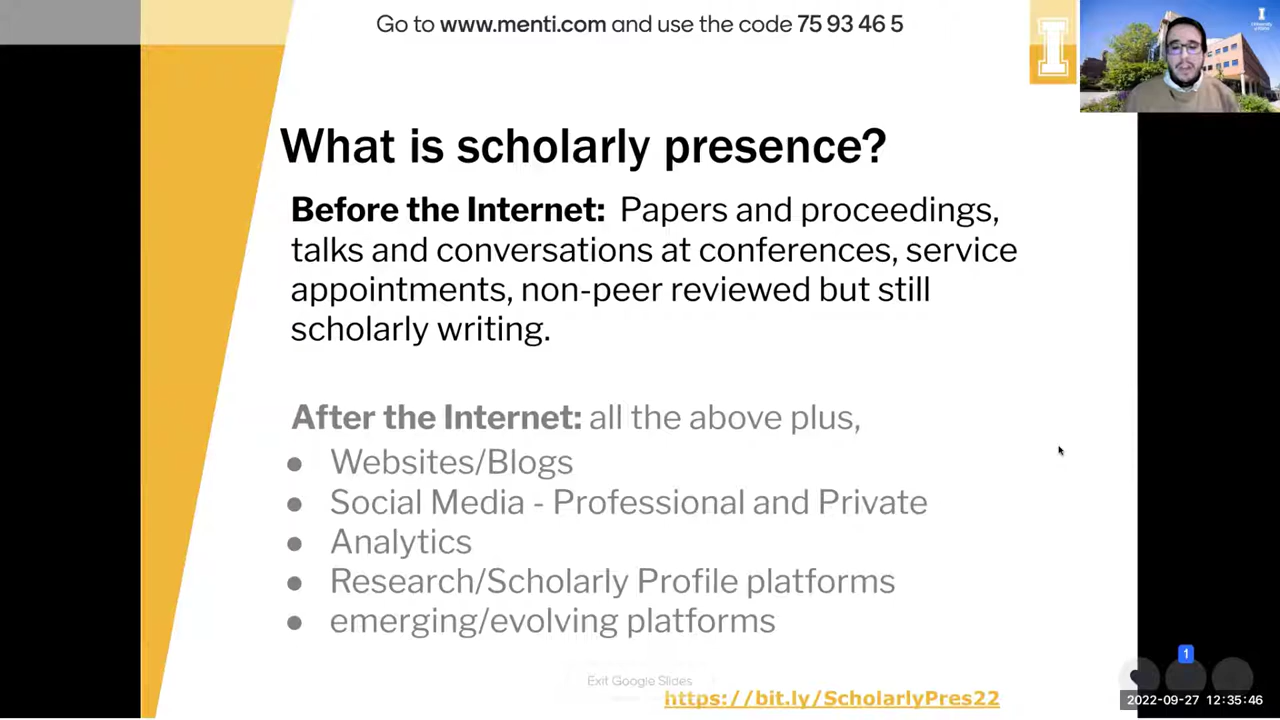 Go to www.menti.com and use the code 75 93 46 5
I
I
What is scholarly presence?
Before the Internet: Papers and proceedings,
talks and conversations at conferences, service
appointments, non-peer reviewed but still
scholarly writing.
After the Internet: all the above plus,
● Websites/Blogs
● Social Media - Professional and Private
● Analytics
● Research/Scholarly Profile platforms
● emerging/evolving platforms
Exit Google Slides
https://bit.ly/ScholarlyPres22
1
2022-09-27 12:35:46